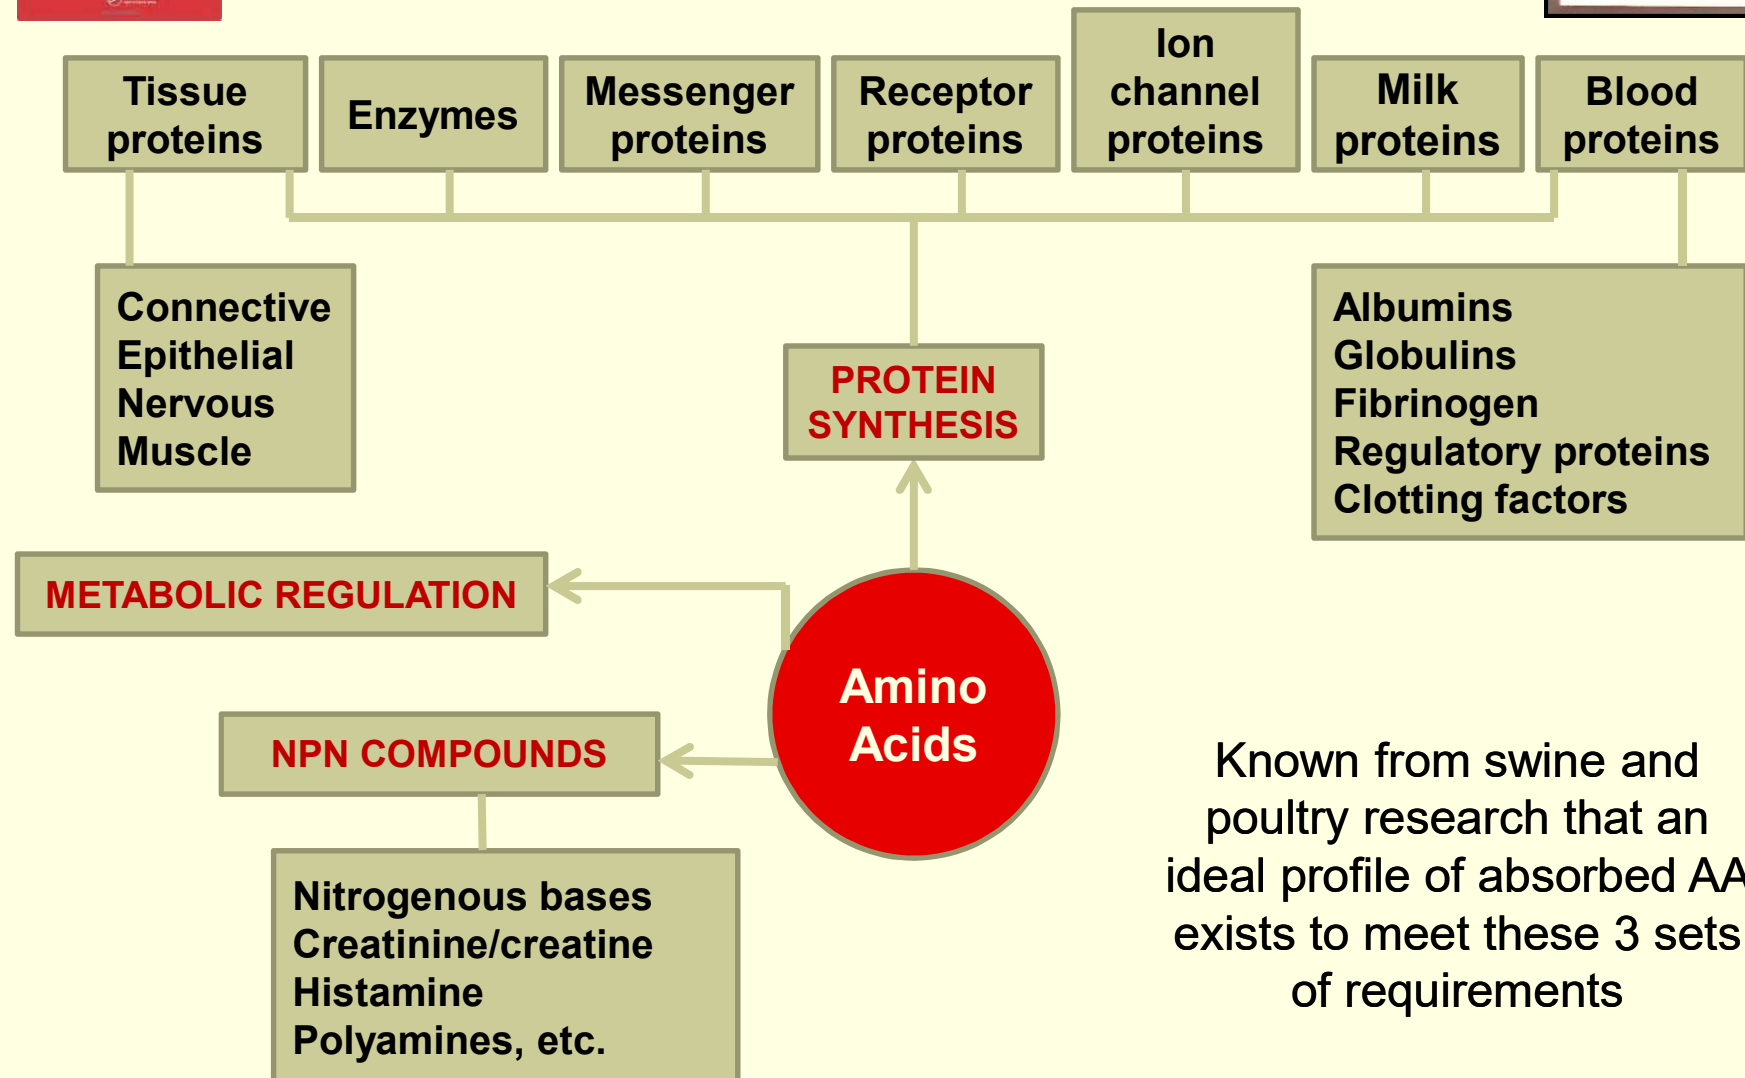 Tissue
proteins
Enzymes
Messenger
proteins
Receptor
proteins
Ion
channel
proteins
Milk
proteins
Blood
proteins
Connective
Epithelial
Nervous
Muscle
PROTEIN
SYNTHESIS
Albumins
Globulins
Fibrinogen
Regulatory proteins
Clotting factors
METABOLIC REGULATION
Amino
Acids
NPN COMPOUNDS
Nitrogenous bases
Creatinine/creatine
Histamine
Polyamines, etc.
Known from swine and
poultry research that an
ideal profile of absorbed AA
exists to meet these 3 sets
of requirements